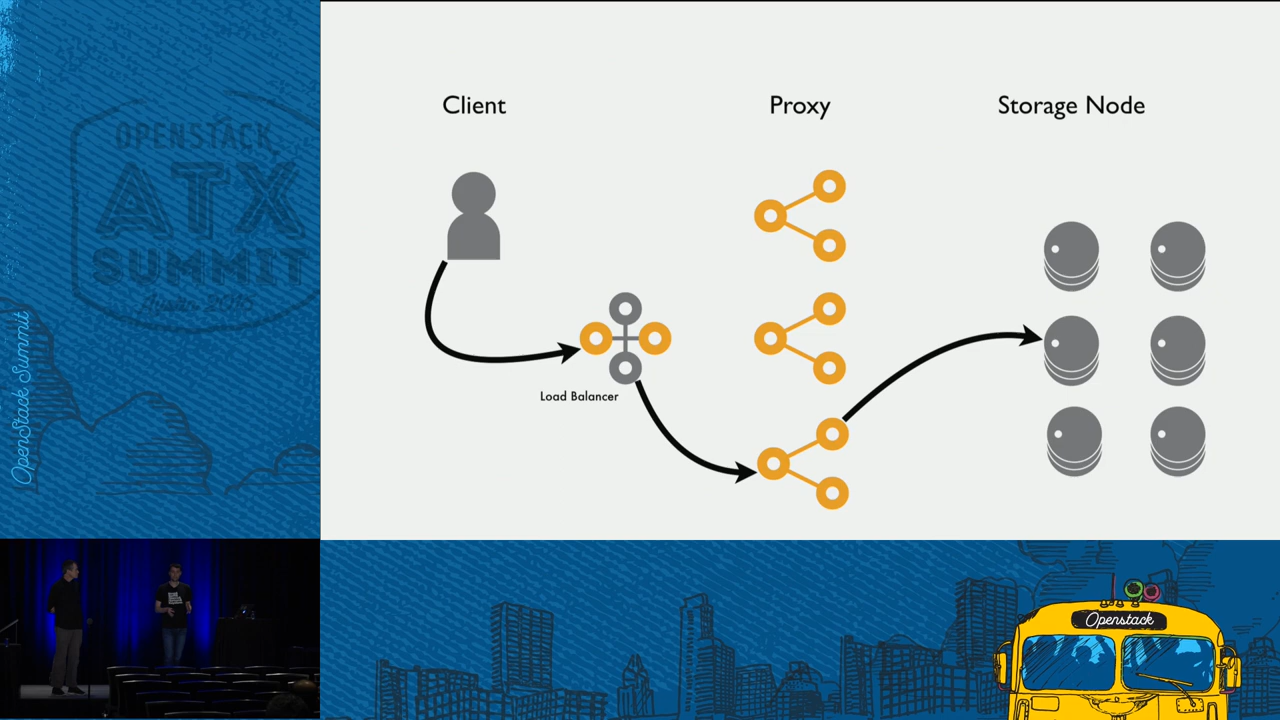 OPENSTACK
ATX
SUMMIT
Austin, 2016
OpenStack Summit
Client
Proxy
Storage Node
Load Balancer
Openstack